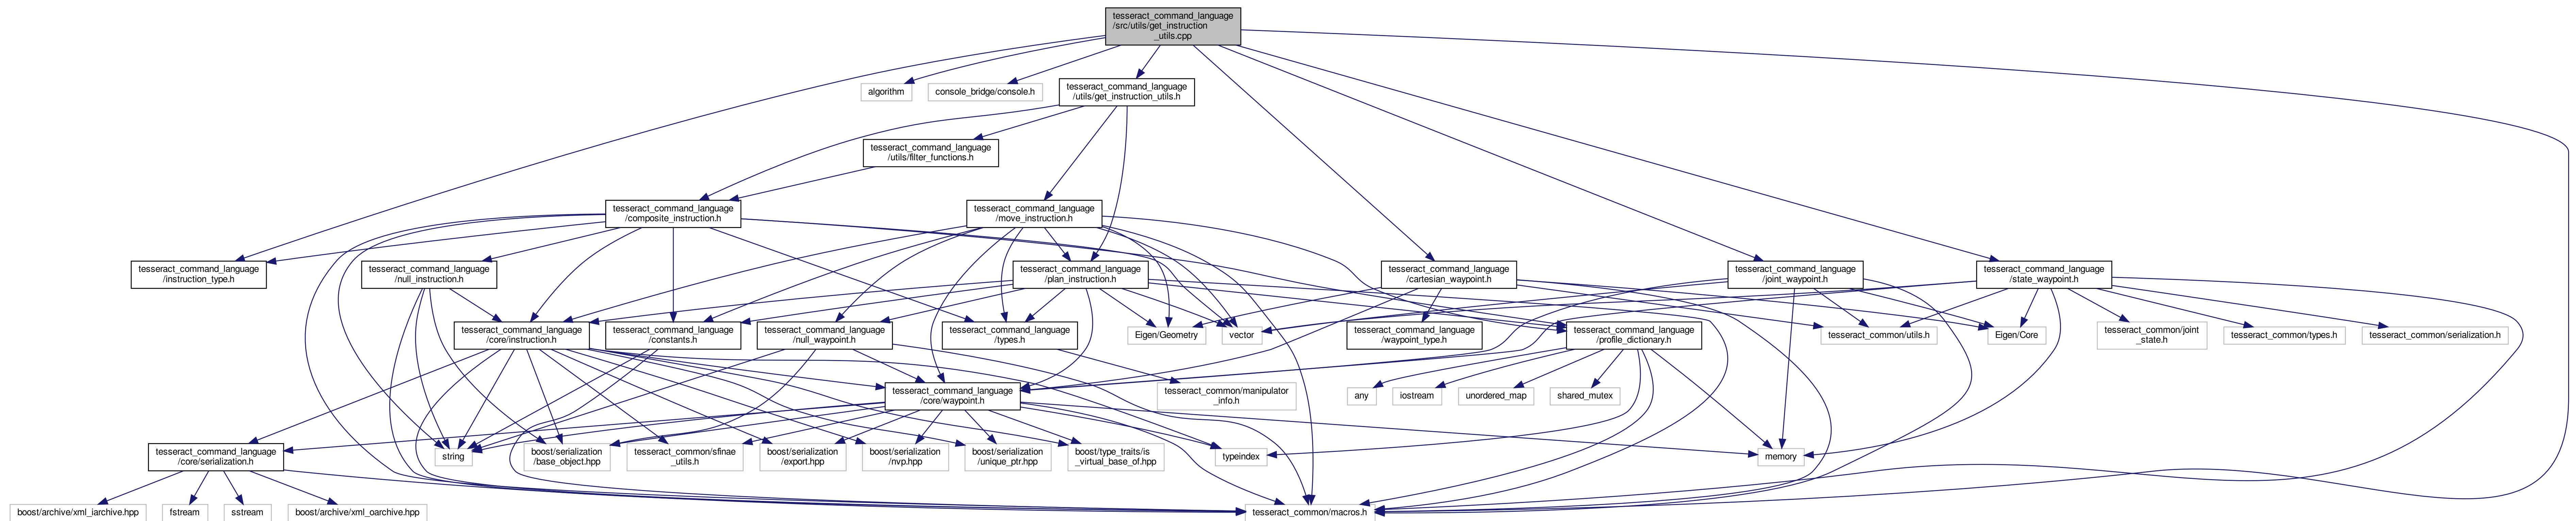 tesseract_command_language
/src/utils/get_instruction
_utils.cpp
algorithm
console_bridge/console.h
tesseract_command_language
/utils/get_instruction_utils.h
tesseract_command_language
/utils/filter_functions.h
tesseract_command_language
/composite_instruction.h
tesseract_command_language
/move_instruction.h
tesseract_command_language
/instruction_type.h
tesseract_command_language
/null_instruction.h
tesseract_command_language
/plan_instruction.h
tesseract_command_language
/cartesian_waypoint.h
tesseract_command_language
/joint_waypoint.h
tesseract_command_language
/state_waypoint.h
tesseract_command_language
/core/instruction.h
tesseract_command_language
/constants.h
tesseract_command_language
/null_waypoint.h
tesseract_command_language
/types.h
Eigen/Geometry
vector
tesseract_command_language
/waypoint_type.h
tesseract_command_language
/profile_dictionary.h
tesseract_common/utils.h
Eigen/Core
tesseract_common/joint
_state.h
tesseract_common/types.h
tesseract_common/serialization.h
tesseract_command_language
/core/waypoint.h
tesseract_common/manipulator
_info.h
any
iostream
unordered_map
shared_mutex
tesseract_command_language
/core/serialization.h
string
boost/serialization
/base_object.hpp
tesseract_common/sfinae
_utils.h
boost/serialization
/export.hpp
boost/serialization
/nvp.hpp
boost/serialization
/unique_ptr.hpp
boost/type_traits/is
_virtual_base_of.hpp
typeindex
memory
boost/archive/xml_iarchive.hpp
fstream
sstream
boost/archive/xml_oarchive.hpp
tesseract_common/macros.h